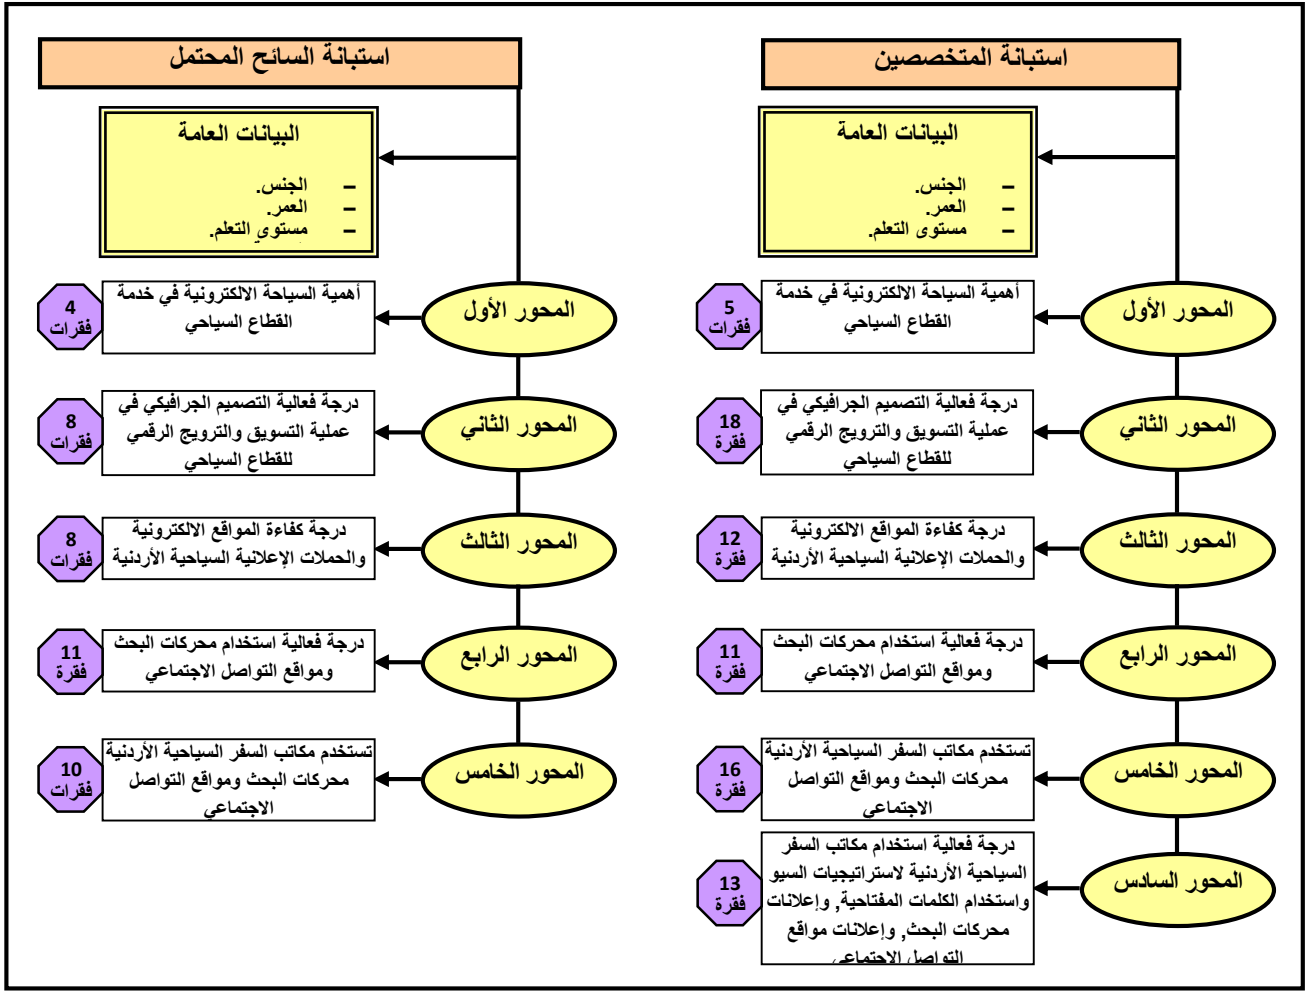 استبانة المتخصصين
البيانات العامة
– الجنس.
– العمر.
– مستوى التعلم.
المحور الأول
أهمية السياحة الالكترونية في خدمة
القطاع السياحي
5
فقرات
المحور الثاني
درجة فعالية التصميم الجرافيكي في
عملية التسويق والترويج الرقمي
للقطاع السياحي
18
فقرة
المحور الثالث
درجة كفاءة المواقع الالكترونية
والحملات الإعلانية السياحية الأردنية
12
فقرة
المحور الرابع
درجة فعالية استخدام محركات البحث
ومواقع التواصل الاجتماعي
11
فقرة
المحور الخامس
تستخدم مكاتب السفر السياحية الأردنية
محركات البحث ومواقع التواصل
الاجتماعي
16
فقرة
المحور السادس
درجة فعالية استخدام مكاتب السفر
السياحية الأردنية لاستراتيجيات السيو
واستخدام الكلمات المفتاحية, وإعلانات
محركات البحث, وإعلانات مواقع
التواصل الاجتماعي
13
فقرة
استبانة السائح المحتمل
البيانات العامة
– الجنس.
– العمر.
– مستوى التعلم.
المحور الأول
أهمية السياحة الالكترونية في خدمة
القطاع السياحي
4
فقرات
المحور الثاني
درجة فعالية التصميم الجرافيكي في
عملية التسويق والترويج الرقمي
للقطاع السياحي
8
فقرات
المحور الثالث
درجة كفاءة المواقع الالكترونية
والحملات الإعلانية السياحية الأردنية
8
فقرات
المحور الرابع
درجة فعالية استخدام محركات البحث
ومواقع التواصل الاجتماعي
11
فقرة
المحور الخامس
تستخدم مكاتب السفر السياحية الأردنية
محركات البحث ومواقع التواصل
الاجتماعي
10
فقرات